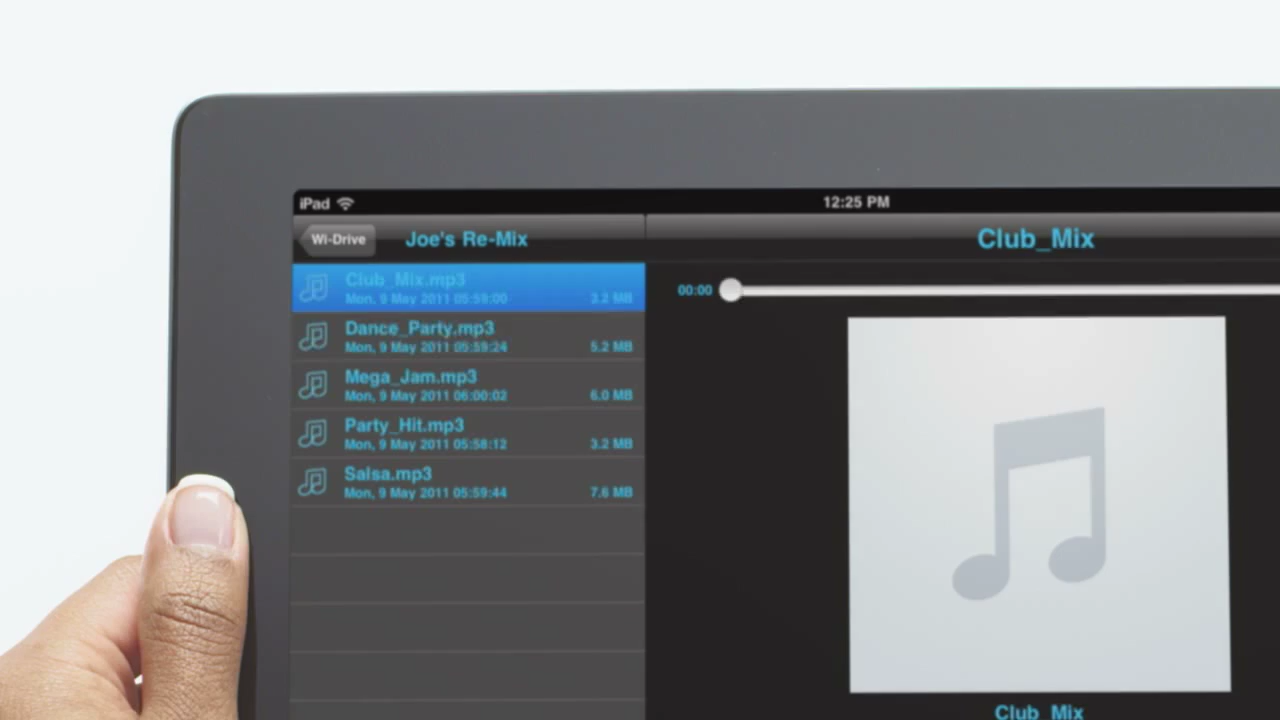 iPad
12:25 PM
Wi-Drive
Joe's Re-Mix
Club_Mix
Club_Mix.mp3
Mon, 9 May 2011 05:59:00
3.2 MB
00:00
Dance_Party.mp3
Mon, 9 May 2011 05:59:24
5.2 MB
Mega_Jam.mp3
Mon, 9 May 2011 06:00:02
6.0 MB
Party_Hit.mp3
Mon, 9 May 2011 05:58:12
3.2 MB
Salsa.mp3
Mon, 9 May 2011 05:59:44
7.6 MB
Club_Mix